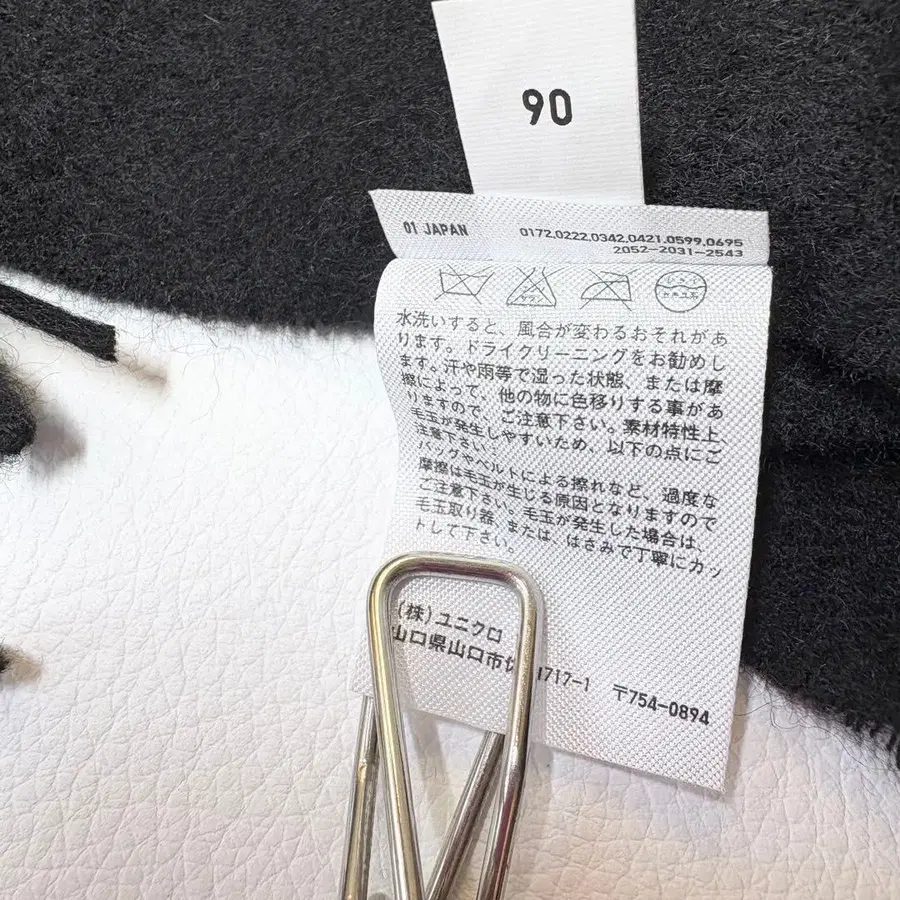 90
01 JAPAN
0172,0222,0342,0421,0599,0695
2052-2031-2543
水洗いすると、風合が変わるおそれがあ
ります。ドライクリーニングをお勧めし
ます。汗や雨等で湿った状態、または摩
擦によって、他の物に色移りする事があ
りますので、ご注意下さい。素材特性上、
毛玉が発生しやすいため、以下の点にご
注意下さい。
バッグやベルトによる擦れなど、過度な
摩擦は毛玉が生じる原因となりますので
ご注意下さい。毛玉が発生した場合は、
毛玉取り器、または、はさみで丁寧にカッ
トして下さい。
(株)ユニクロ
山口県山口市佐 717-1 〒754-0894